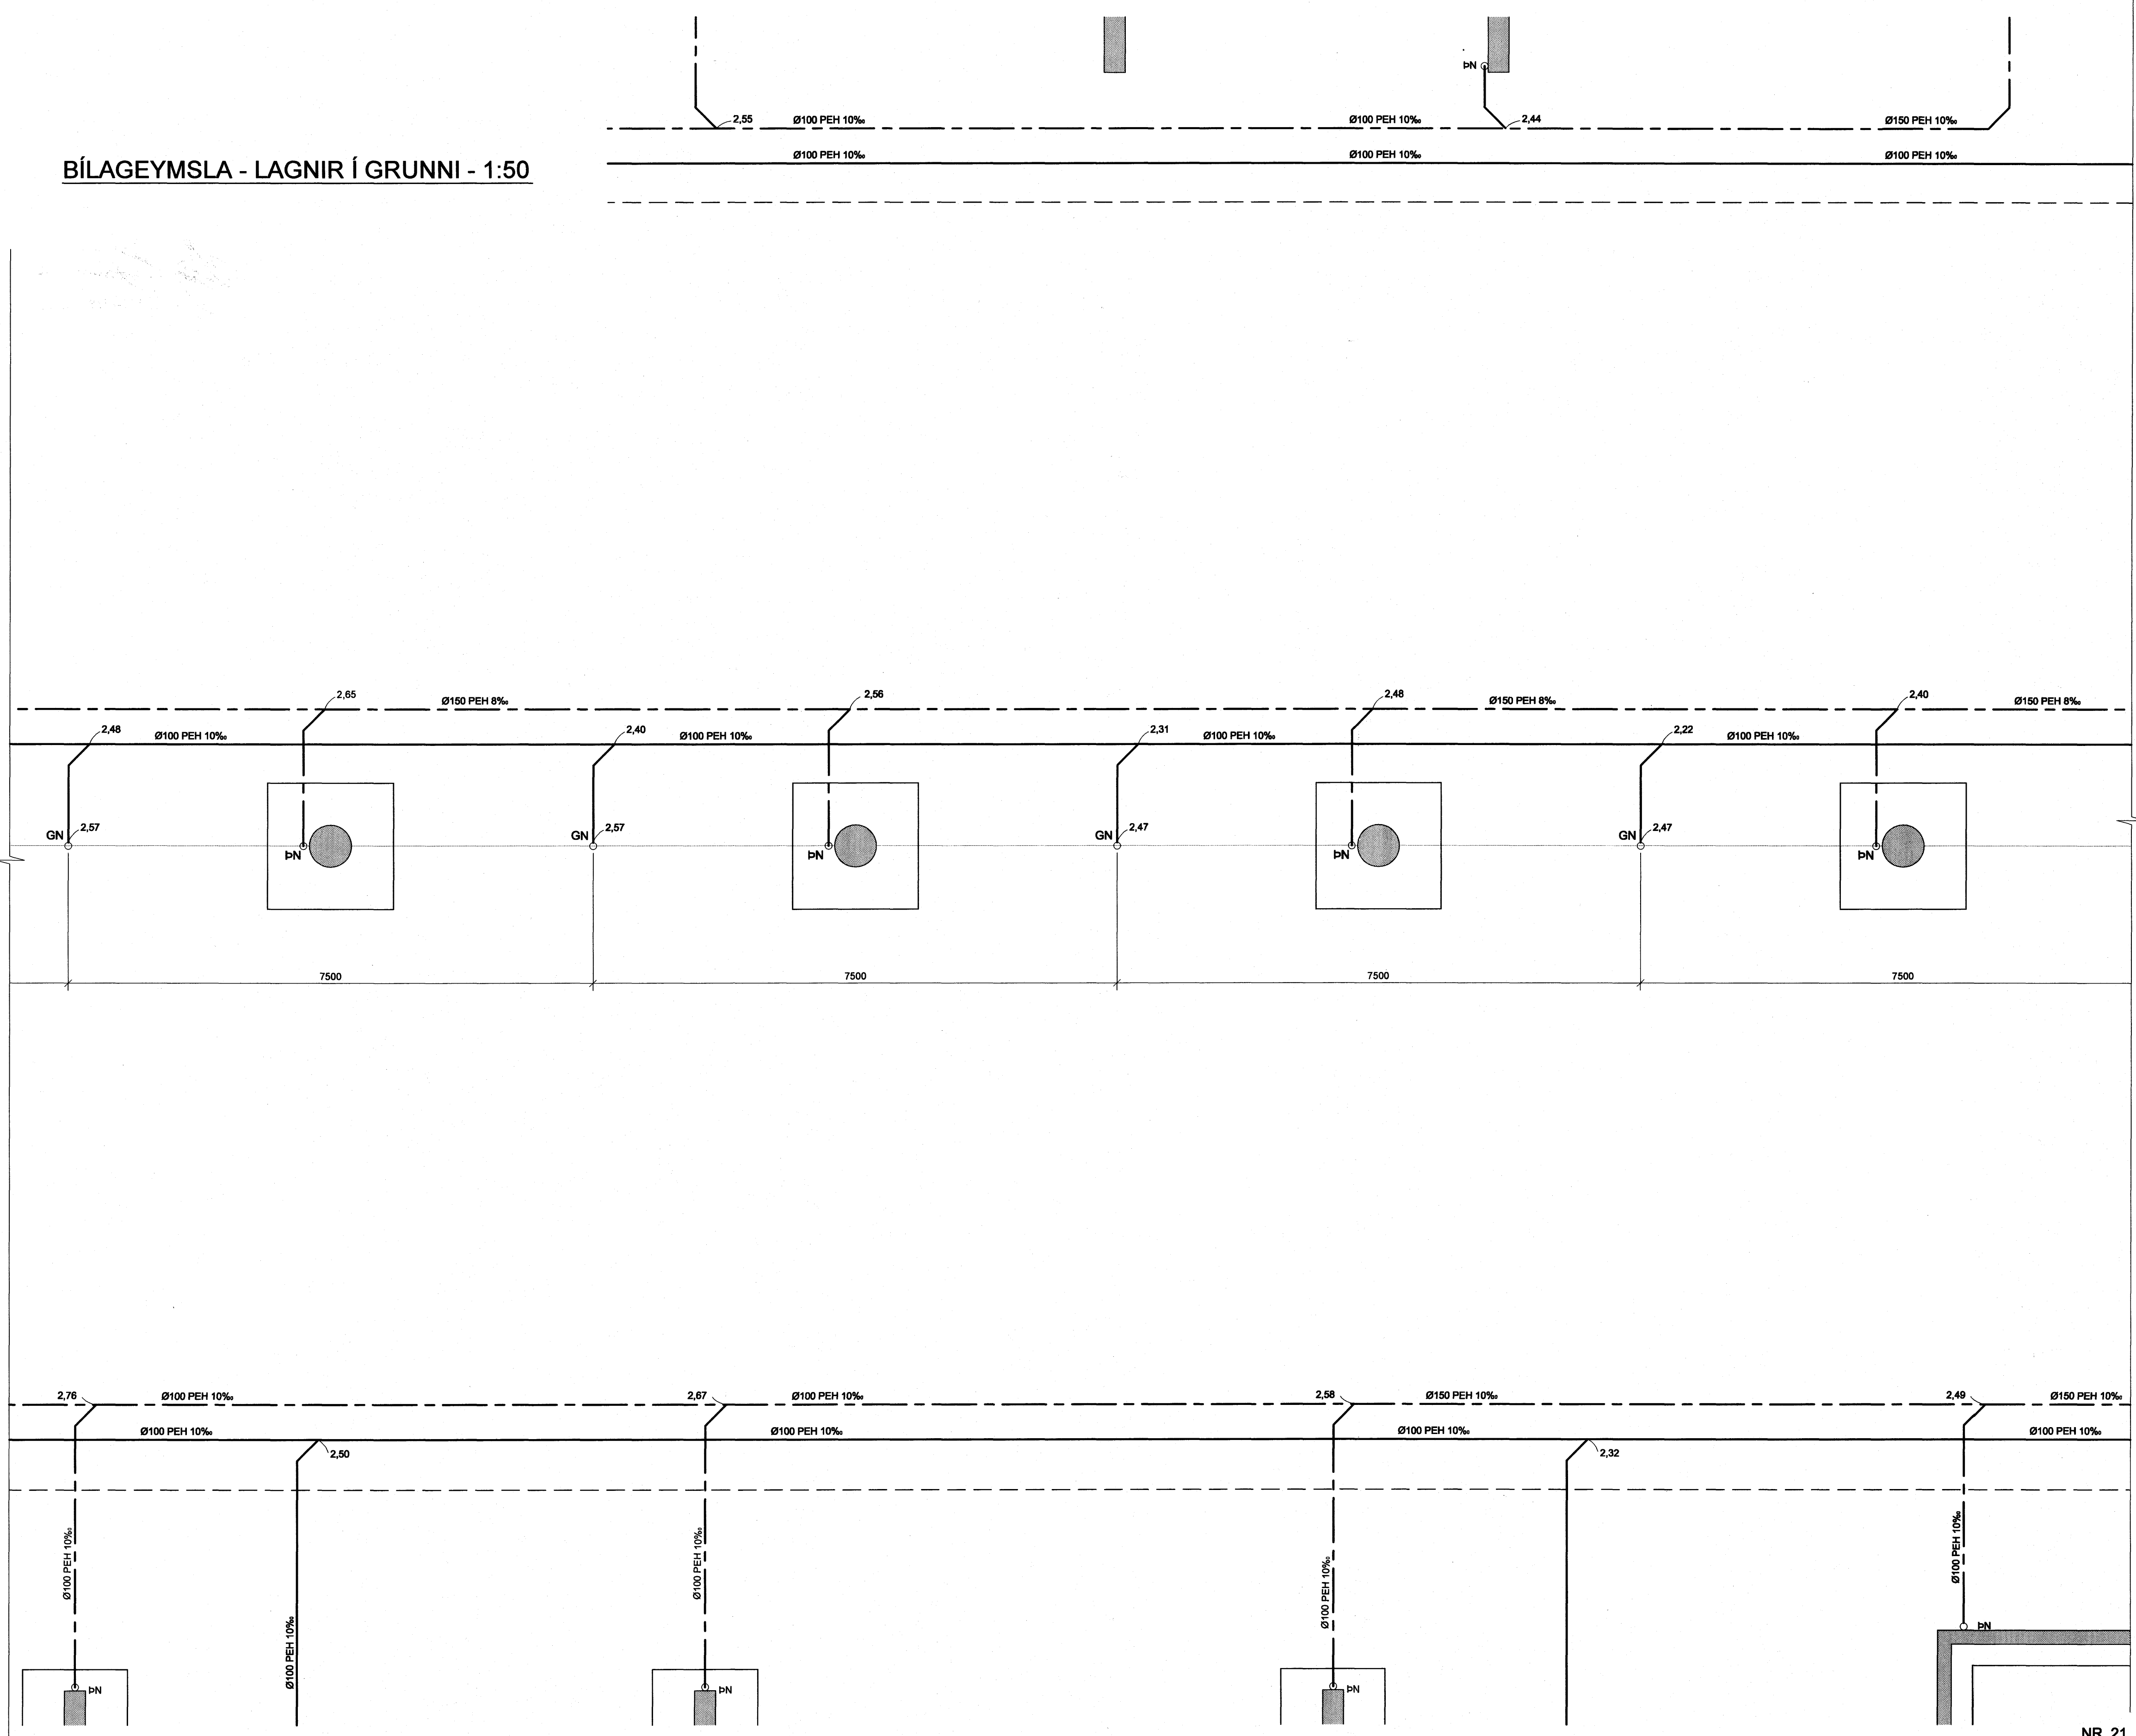 ÞN
2,55 Ø100 PEH 10‰ Ø100 PEH 10‰ 2,44 Ø150 PEH 10‰
Ø100 PEH 10‰ Ø100 PEH 10‰ Ø100 PEH 10‰
BÍLAGEYMSLA - LAGNIR Í GRUNNI - 1:50
2,65 Ø150 PEH 8‰ 2,56 2,48 Ø150 PEH 8‰ 2,40 Ø150 PEH 8‰
2,48 Ø100 PEH 10‰ 2,40 Ø100 PEH 10‰ 2,31 Ø100 PEH 10‰ 2,22 Ø100 PEH 10‰
GN 2,57 GN 2,57 GN 2,47 GN 2,47
ÞN ÞN ÞN ÞN
7500 7500 7500 7500
2,76 Ø100 PEH 10‰ 2,67 Ø100 PEH 10‰ 2,58 Ø150 PEH 10‰ 2,49 Ø150 PEH 10‰
Ø100 PEH 10‰ Ø100 PEH 10‰ Ø100 PEH 10‰ Ø100 PEH 10‰
2,50 2,32
Ø100 PEH 10‰ Ø100 PEH 10‰ Ø100 PEH 10‰ Ø100 PEH 10‰
Ø100 PEH 10‰
ÞN
ÞN ÞN ÞN
NR. 21